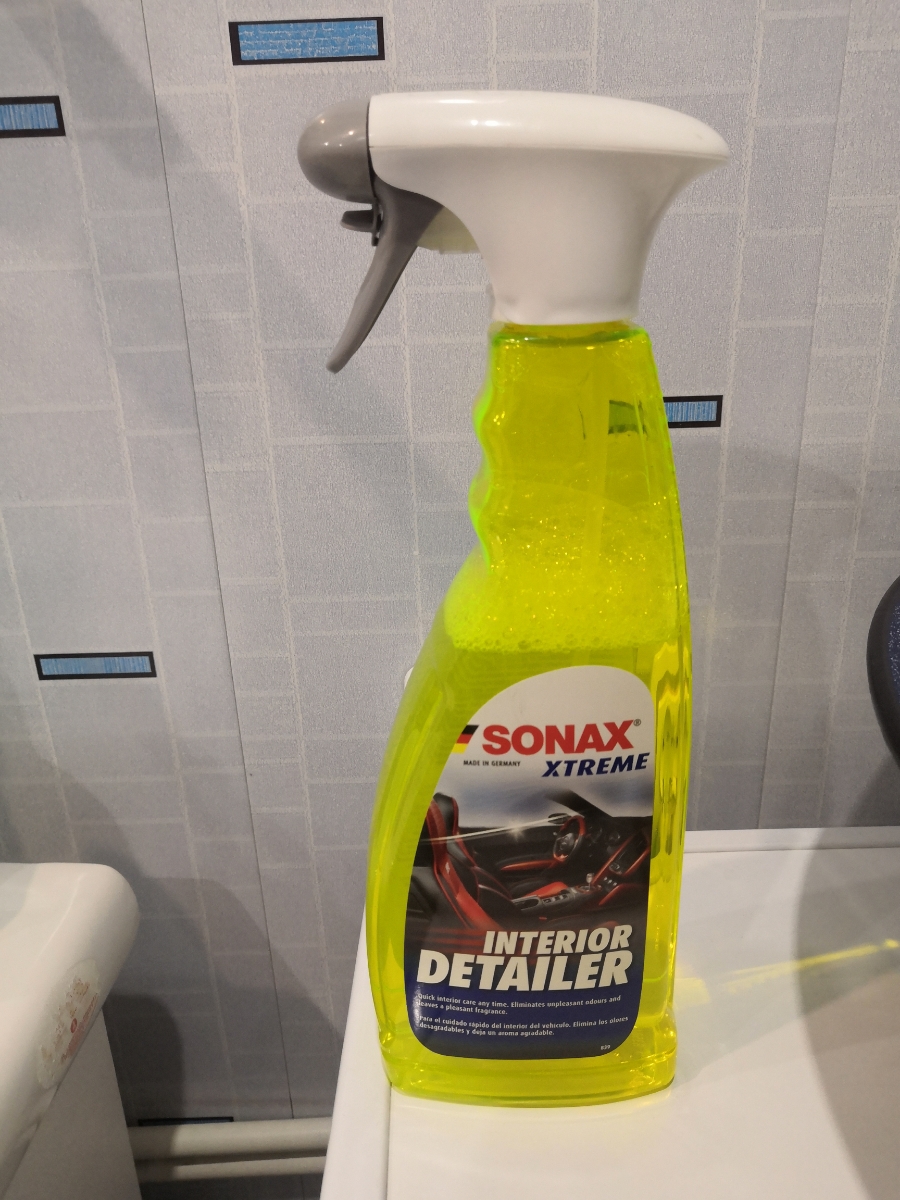 SONAX®
MADE IN GERMANY
XTREME
INTERIOR
DETAILER
Quick interior care any time. Eliminates unpleasant odours and
leaves a pleasant fragrance.
Para el cuidado rápido del interior del vehículo. Elimina los olores
desagradables y deja un aroma agradable.